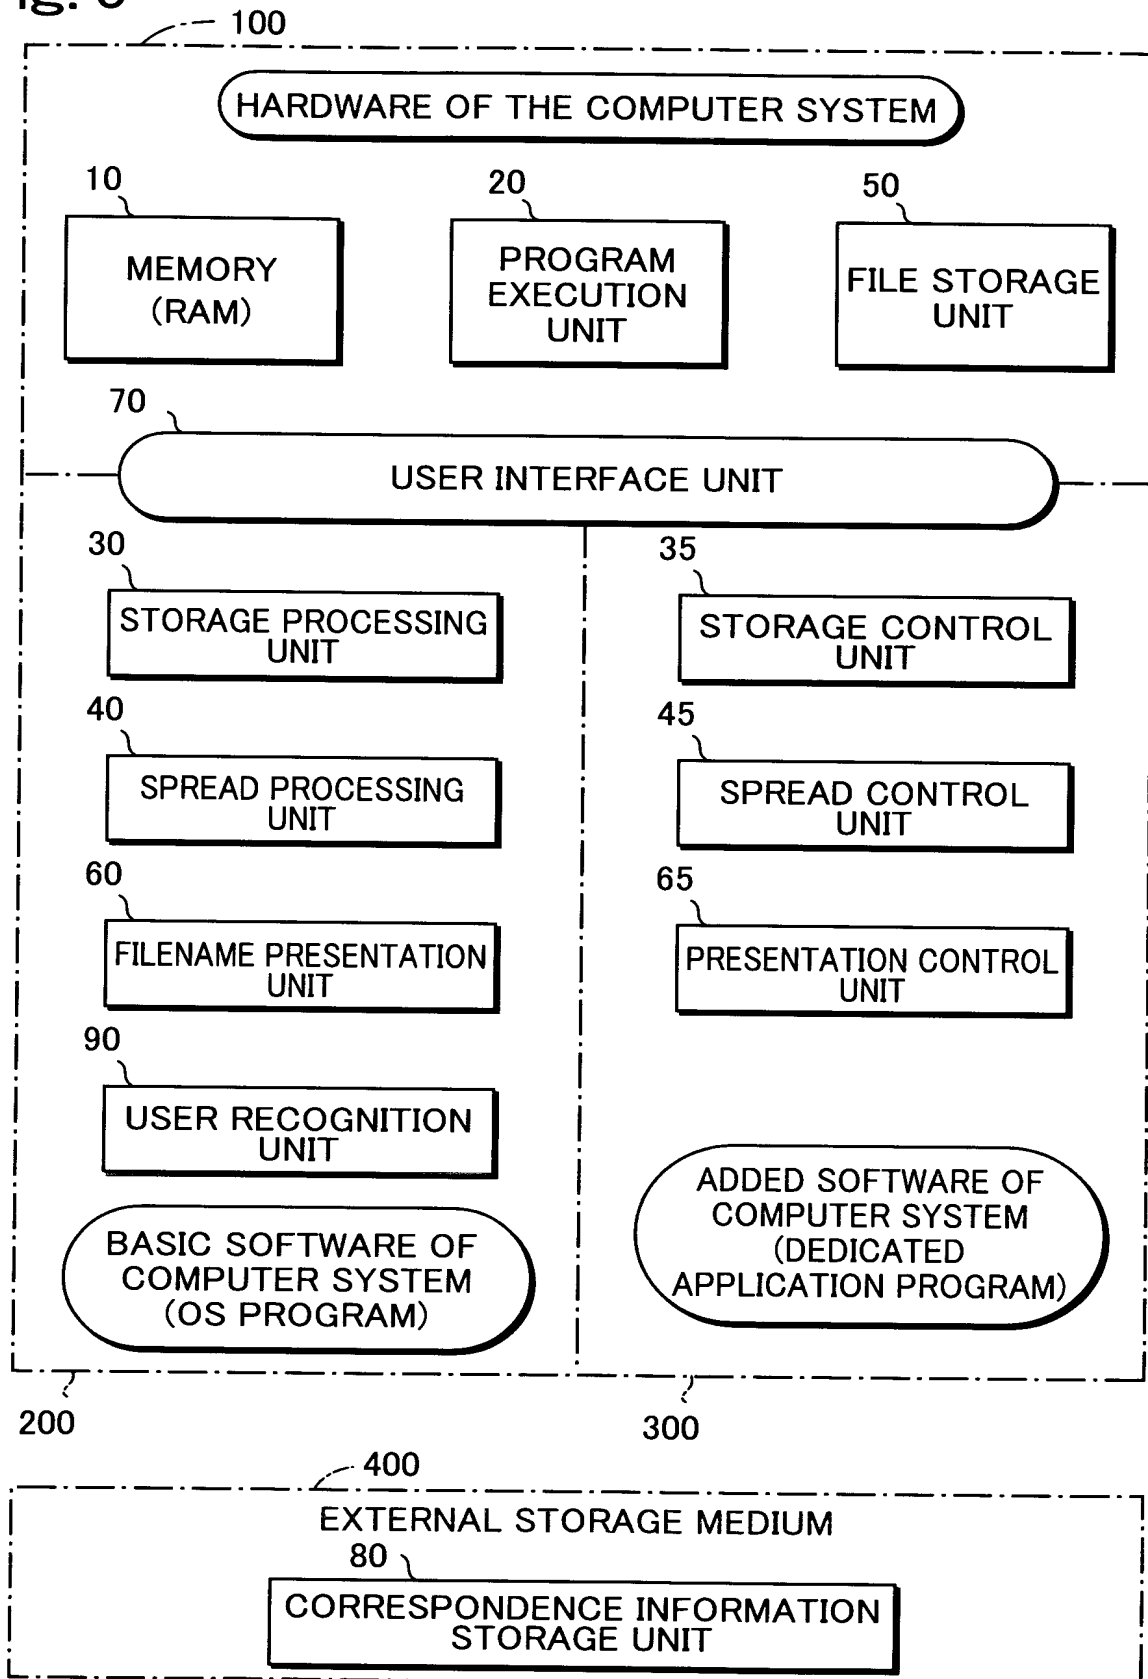 100
HARDWARE OF THE COMPUTER SYSTEM
10
MEMORY
(RAM)
20
PROGRAM
EXECUTION
UNIT
50
FILE STORAGE
UNIT
70
USER INTERFACE UNIT
30
STORAGE PROCESSING
UNIT
35
STORAGE CONTROL
UNIT
40
SPREAD PROCESSING
UNIT
45
SPREAD CONTROL
UNIT
60
FILENAME PRESENTATION
UNIT
65
PRESENTATION CONTROL
UNIT
90
USER RECOGNITION
UNIT
BASIC SOFTWARE OF
COMPUTER SYSTEM
(OS PROGRAM)
ADDED SOFTWARE OF
COMPUTER SYSTEM
(DEDICATED
APPLICATION PROGRAM)
200
300
400
EXTERNAL STORAGE MEDIUM
80
CORRESPONDENCE INFORMATION
STORAGE UNIT